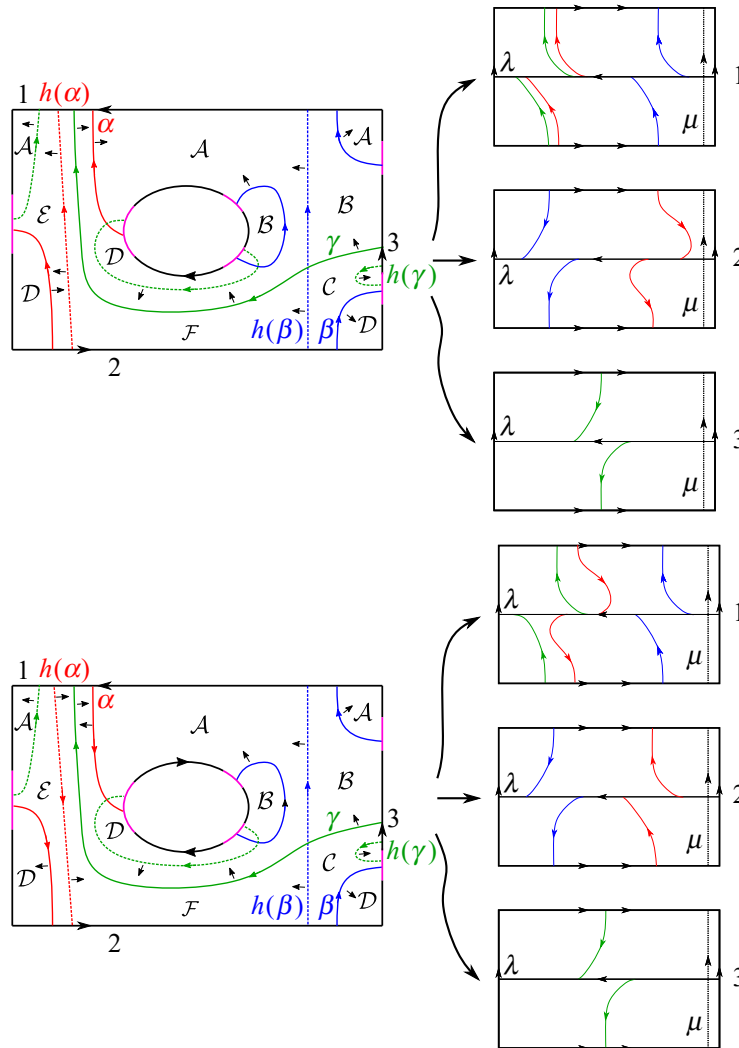 1 h(α)
α
𝒜
𝒜
𝒜
ℰ
ℬ
ℬ
𝒟
γ
3
𝒟
𝒞
h(γ)
ℱ
h(β)
β
𝒟
2
λ
μ
1
λ
μ
2
λ
μ
3
1 h(α)
α
𝒜
𝒜
𝒜
ℰ
ℬ
ℬ
𝒟
γ
3
𝒟
𝒞
h(γ)
ℱ
h(β)
β
𝒟
2
λ
μ
1
λ
μ
2
λ
μ
3